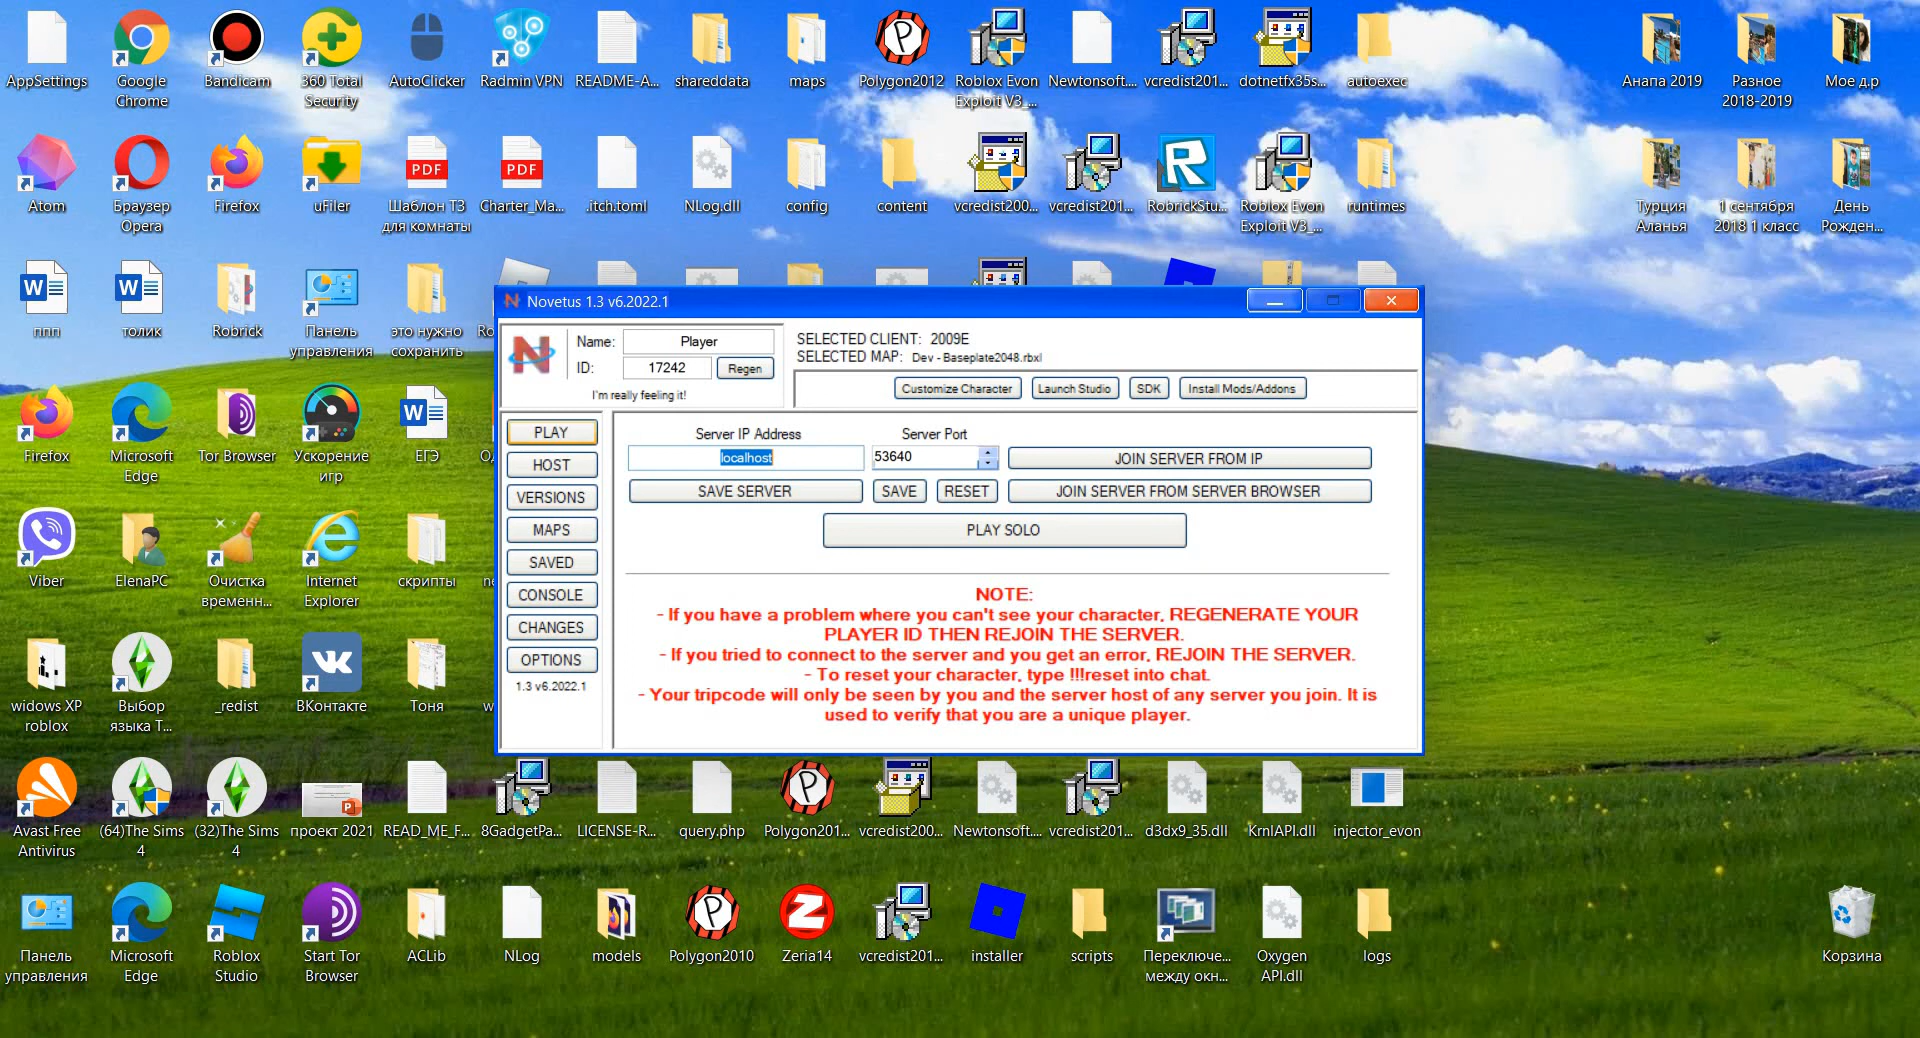 AppSettings
Google Chrome
Bandicam
360 Total Security
AutoClicker
Radmin VPN
README-A...
shareddata
maps
Polygon2012
Roblox Evon Exploit V3_...
Newtonsoft....
vcredist201...
dotnetfx35s...
autoexec
Анапа 2019
Разное 2018-2019
Мое д.р
Atom
Браузер Opera
Firefox
uFiler
PDF
Шаблон ТЗ для комнаты
PDF
Charter_Ma...
.itch.toml
NLog.dll
config
content
vcredist200...
vcredist201...
RobrickStu...
Roblox Evon Exploit V3_...
runtimes
Турция Аланья
1 сентября 2018 1 класс
День Рожден...
ппп
толик
Robrick
Панель управления
это нужно сохранить
Novetus 1.3 v6.2022.1
Name: Player
ID: 17242 Regen
I'm really feeling it!
SELECTED CLIENT: 2009E
SELECTED MAP: Dev - Baseplate2048.rbxl
Customize Character
Launch Studio
SDK
Install Mods/Addons
PLAY
HOST
VERSIONS
MAPS
SAVED
CONSOLE
CHANGES
OPTIONS
1.3 v6.2022.1
Server IP Address
Server Port
localhost
53640
JOIN SERVER FROM IP
SAVE SERVER
SAVE
RESET
JOIN SERVER FROM SERVER BROWSER
PLAY SOLO
NOTE:
- If you have a problem where you can't see your character, REGENERATE YOUR
PLAYER ID THEN REJOIN THE SERVER.
- If you tried to connect to the server and you get an error, REJOIN THE SERVER.
- To reset your character, type !!!reset into chat.
- Your tripcode will only be seen by you and the server host of any server you join. It is
used to verify that you are a unique player.
Firefox
Microsoft Edge
Tor Browser
Ускорение игр
ЕГЭ
Viber
ElenaPC
Очистка временн...
Internet Explorer
скрипты
widows XP roblox
Выбор языка T...
_redist
ВКонтакте
Тоня
Avast Free Antivirus
(64)The Sims 4
(32)The Sims 4
проект 2021
READ_ME_F...
8GadgetPa...
LICENSE-R...
query.php
Polygon201...
vcredist200...
Newtonsoft....
vcredist201...
d3dx9_35.dll
KrnlAPI.dll
injector_evon
Панель управления
Microsoft Edge
Roblox Studio
Start Tor Browser
ACLib
NLog
models
Polygon2010
Zeria14
vcredist201...
installer
scripts
Переключе... между окн...
Oxygen API.dll
logs
Корзина